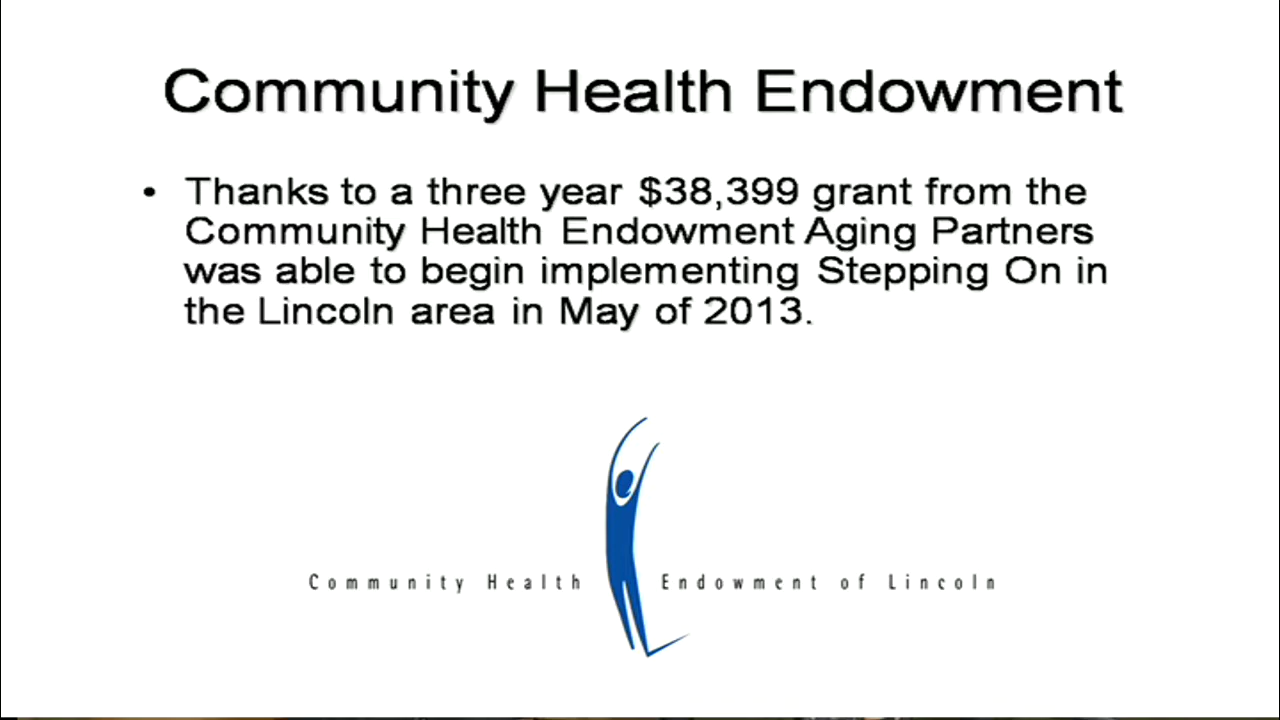 Community Health Endowment
• Thanks to a three year $38,399 grant from the
Community Health Endowment Aging Partners
was able to begin implementing Stepping On in
the Lincoln area in May of 2013.
Community Health Endowment of Lincoln